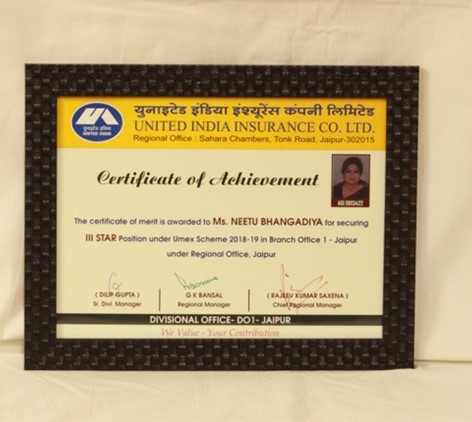 युनाइटेड इंडिया इंश्यूरेंस कंपनी लिमिटेड
UNITED INDIA INSURANCE CO. LTD.
Regional Office : Sahara Chambers, Tonk Road, Jaipur-302015
युनाइटेड इंडिया
UNITED INDIA
Certificate of Achievement
The certificate of merit is awarded to Ms. NEETU BHANGADIYA for securing
III STAR Position under Umex Scheme 2018-19 in Branch Office 1 - Jaipur
under Regional Office, Jaipur
( DILIP GUPTA )
Sr. Divl. Manager
G K BANSAL
Regional Manager
( RAJEEV KUMAR SAXENA )
Chief Regional Manager
DIVISIONAL OFFICE- DO1- JAIPUR
We Value - Your Contribution